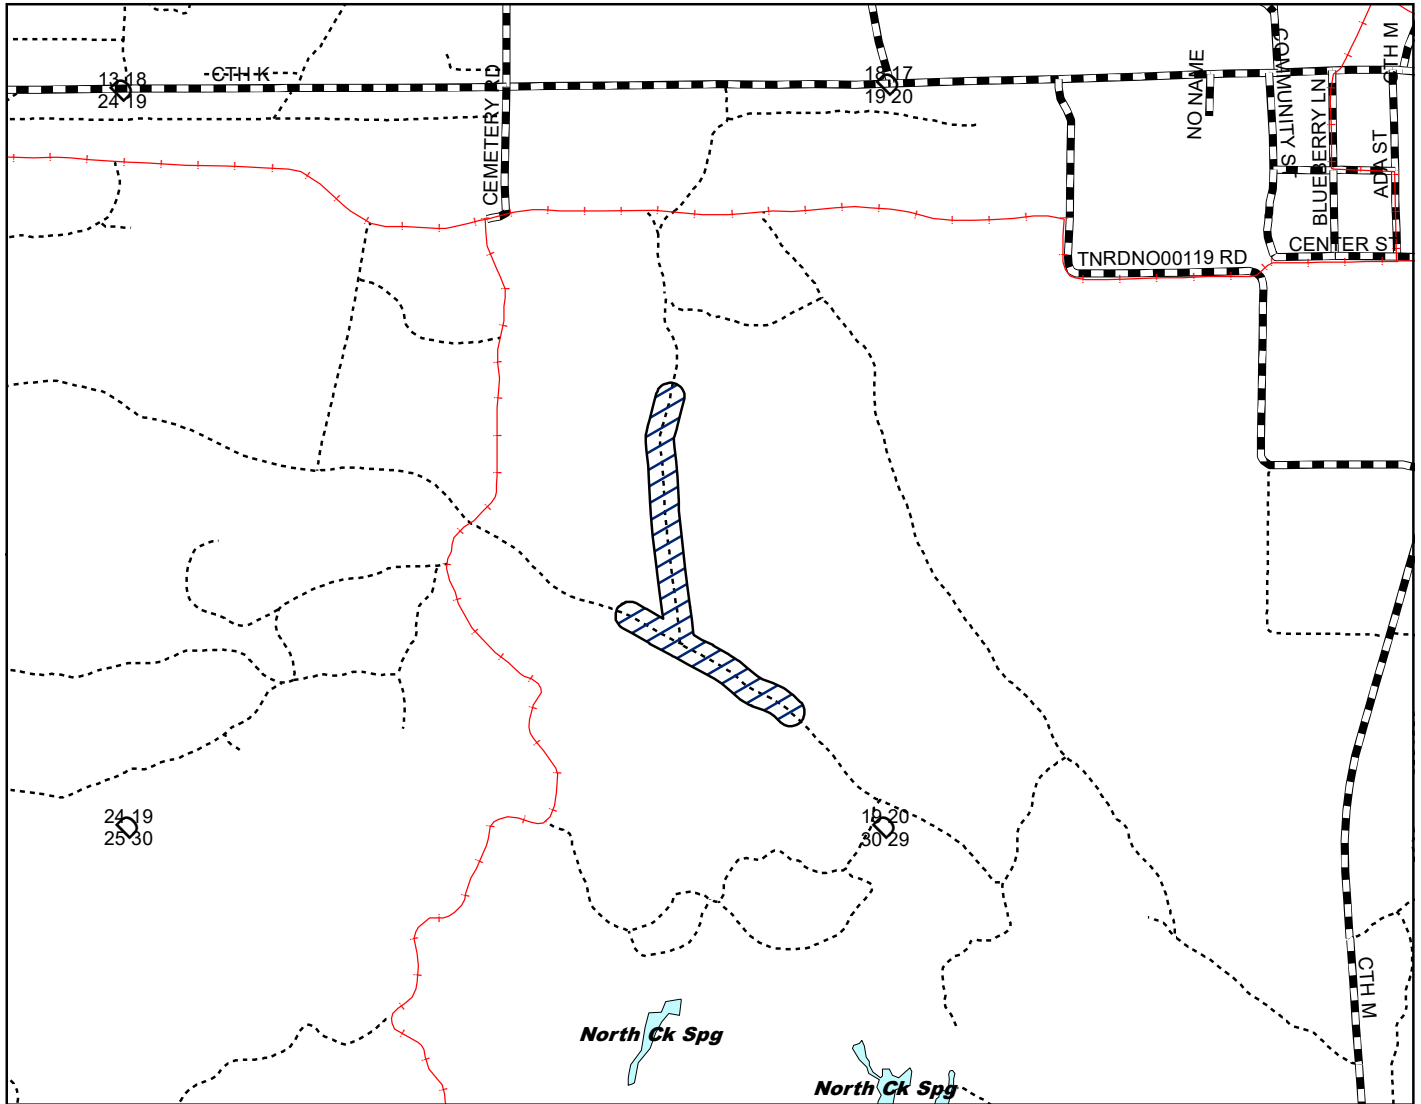 13 18
24 19
CTH K
CEMETERY RD
18 17
19 20
NO NAME
COMMUNITY ST
BLUEBERRY LN
CTH M
ADA ST
CENTER ST
TNRDNO00119 RD
24 19
25 30
19 20
30 29
CTH M
North Ck Spg
North Ck Spg